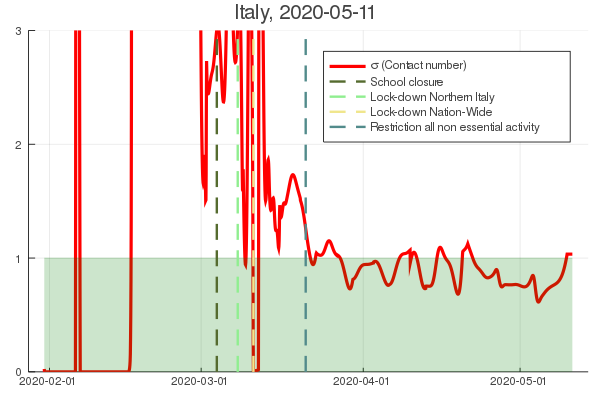 Italy, 2020-05-11
3
2
1
0
σ (Contact number)
School closure
Lock-down Northern Italy
Lock-down Nation-Wide
Restriction all non essential activity
2020-02-01 2020-03-01 2020-04-01 2020-05-01